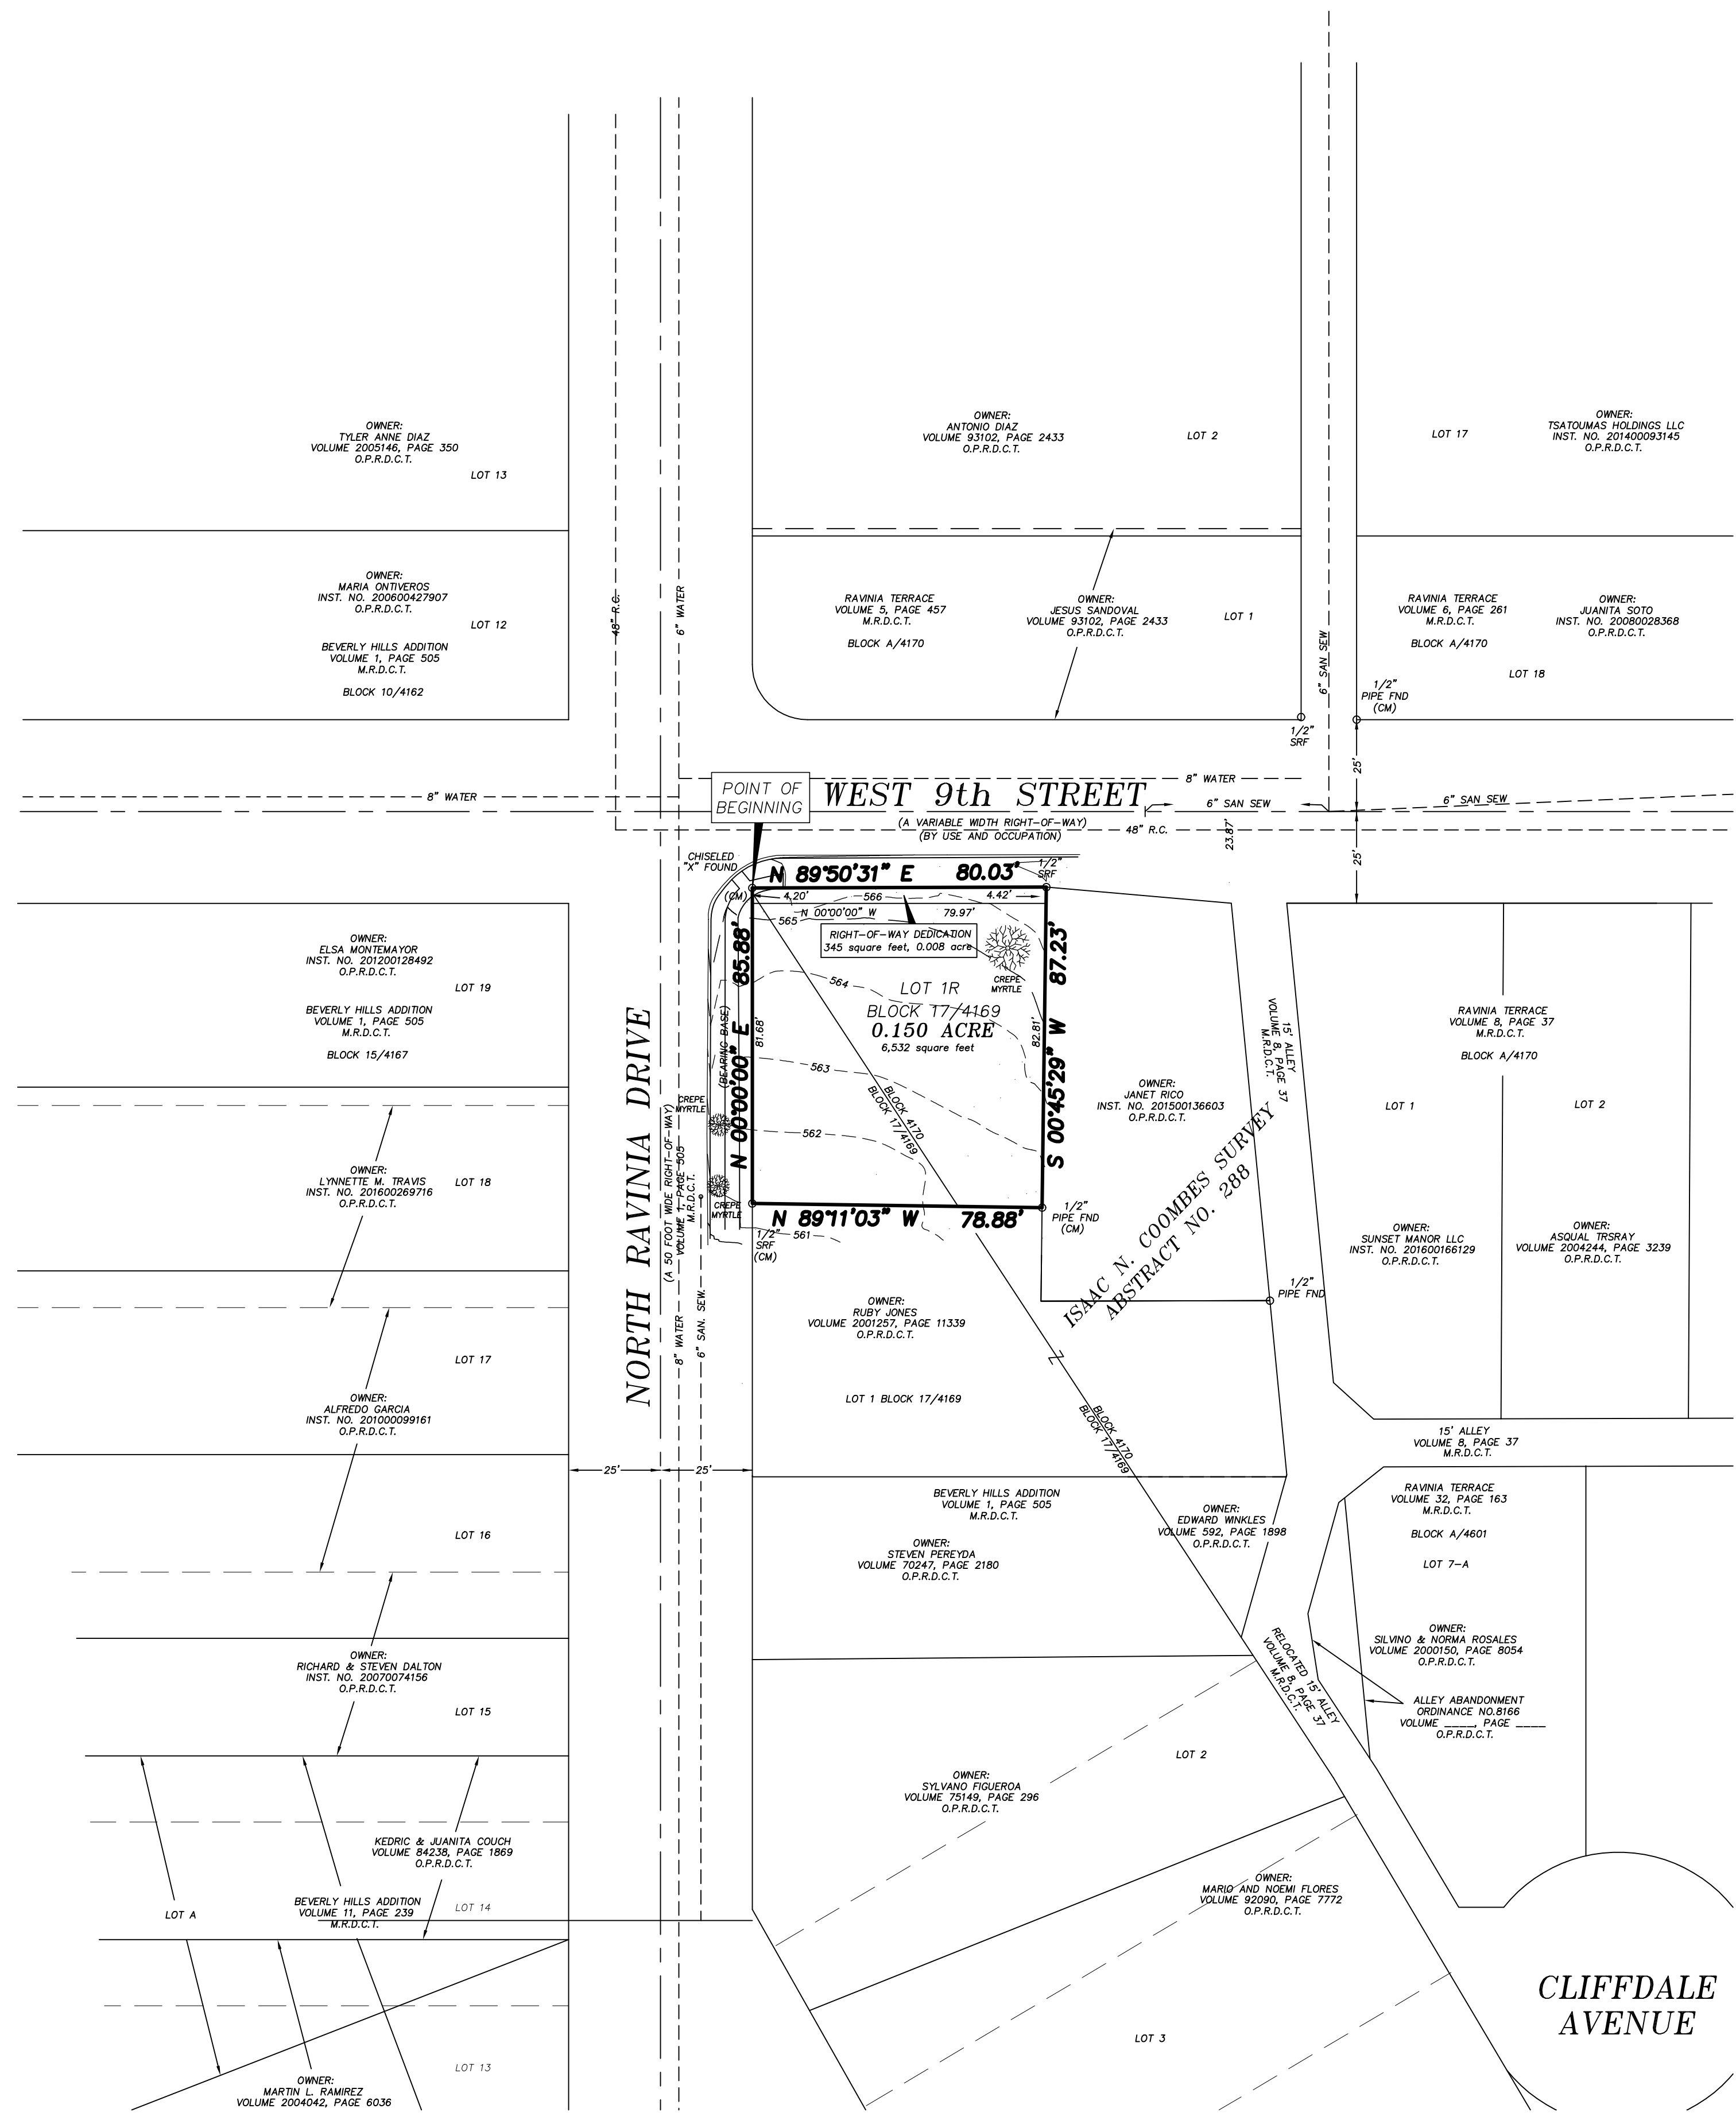 OWNER:
TYLER ANNE DIAZ
VOLUME 2005146, PAGE 350
O.P.R.D.C.T.
LOT 13
OWNER:
ANTONIO DIAZ
VOLUME 93102, PAGE 2433
O.P.R.D.C.T.
LOT 2
LOT 17
OWNER:
TSATOUMAS HOLDINGS LLC
INST. NO. 201400093145
O.P.R.D.C.T.
OWNER:
MARIA ONTIVEROS
INST. NO. 200600427907
O.P.R.D.C.T.
LOT 12
BEVERLY HILLS ADDITION
VOLUME 1, PAGE 505
M.R.D.C.T.
BLOCK 10/4162
48" R.C.
6" WATER
RAVINIA TERRACE
VOLUME 5, PAGE 457
M.R.D.C.T.
BLOCK A/4170
OWNER:
JESUS SANDOVAL
VOLUME 93102, PAGE 2433
O.P.R.D.C.T.
LOT 1
6" SAN SEW
RAVINIA TERRACE
VOLUME 6, PAGE 261
M.R.D.C.T.
BLOCK A/4170
OWNER:
JUANITA SOTO
INST. NO. 20080028368
O.P.R.D.C.T.
LOT 18
1/2"
PIPE FND
(CM)
1/2"
SRF
25'
8" WATER
POINT OF
BEGINNING
WEST 9th STREET
8" WATER
6" SAN SEW
6" SAN SEW
(A VARIABLE WIDTH RIGHT-OF-WAY)
(BY USE AND OCCUPATION)
48" R.C.
23.87'
25'
CHISELED
"X" FOUND
(CM)
N 89°50'31" E 80.03'
1/2"
SRF
4.20'
566
4.42'
N 00°00'00" W 79.97'
565
RIGHT-OF-WAY DEDICATION
345 square feet, 0.008 acre
CREPE
MYRTLE
564
LOT 1R
BLOCK 17/4169
0.150 ACRE
6,532 square feet
N 00°00'00" E 85.88'
(BEARING BASE)
81.68'
82.81'
S 00°45'29" W 87.23'
563
BLOCK 4170
BLOCK 17/4169
562
CREPE
MYRTLE
CREPE
MYRTLE
N 89°11'03" W 78.88'
561
1/2"
SRF
(CM)
1/2"
PIPE FND
(CM)
OWNER:
ELSA MONTEMAYOR
INST. NO. 201200128492
O.P.R.D.C.T.
LOT 19
BEVERLY HILLS ADDITION
VOLUME 1, PAGE 505
M.R.D.C.T.
BLOCK 15/4167
NORTH RAVINIA DRIVE
(A 50 FOOT WIDE RIGHT-OF-WAY)
VOLUME 1, PAGE 505
M.R.D.C.T.
8" WATER
6" SAN. SEW.
OWNER:
JANET RICO
INST. NO. 201500136603
O.P.R.D.C.T.
15' ALLEY
VOLUME 8, PAGE 37
M.R.D.C.T.
ISAAC N. COOMBES SURVEY
ABSTRACT NO. 288
1/2"
PIPE FND
RAVINIA TERRACE
VOLUME 8, PAGE 37
M.R.D.C.T.
BLOCK A/4170
LOT 1
LOT 2
OWNER:
SUNSET MANOR LLC
INST. NO. 201600166129
O.P.R.D.C.T.
OWNER:
ASQUAL TRSRAY
VOLUME 2004244, PAGE 3239
O.P.R.D.C.T.
OWNER:
LYNNETTE M. TRAVIS
INST. NO. 201600269716
O.P.R.D.C.T.
LOT 18
LOT 17
OWNER:
ALFREDO GARCIA
INST. NO. 201000099161
O.P.R.D.C.T.
OWNER:
RUBY JONES
VOLUME 2001257, PAGE 11339
O.P.R.D.C.T.
LOT 1 BLOCK 17/4169
BLOCK 4170
BLOCK 17/4169
25'
25'
15' ALLEY
VOLUME 8, PAGE 37
M.R.D.C.T.
LOT 16
BEVERLY HILLS ADDITION
VOLUME 1, PAGE 505
M.R.D.C.T.
OWNER:
STEVEN PEREYDA
VOLUME 70247, PAGE 2180
O.P.R.D.C.T.
OWNER:
EDWARD WINKLES
VOLUME 592, PAGE 1898
O.P.R.D.C.T.
RAVINIA TERRACE
VOLUME 32, PAGE 163
M.R.D.C.T.
BLOCK A/4601
LOT 7-A
OWNER:
SILVINO & NORMA ROSALES
VOLUME 2000150, PAGE 8054
O.P.R.D.C.T.
ALLEY ABANDONMENT
ORDINANCE NO.8166
VOLUME ____, PAGE ____
O.P.R.D.C.T.
RELOCATED 15' ALLEY
VOLUME 8, PAGE 37
M.R.D.C.T.
OWNER:
RICHARD & STEVEN DALTON
INST. NO. 20070074156
O.P.R.D.C.T.
LOT 15
LOT 2
OWNER:
SYLVANO FIGUEROA
VOLUME 75149, PAGE 296
O.P.R.D.C.T.
KEDRIC & JUANITA COUCH
VOLUME 84238, PAGE 1869
O.P.R.D.C.T.
LOT A
BEVERLY HILLS ADDITION
VOLUME 11, PAGE 239
M.R.D.C.T.
LOT 14
OWNER:
MARIO AND NOEMI FLORES
VOLUME 92090, PAGE 7772
O.P.R.D.C.T.
CLIFFDALE
AVENUE
LOT 3
LOT 13
OWNER:
MARTIN L. RAMIREZ
VOLUME 2004042, PAGE 6036